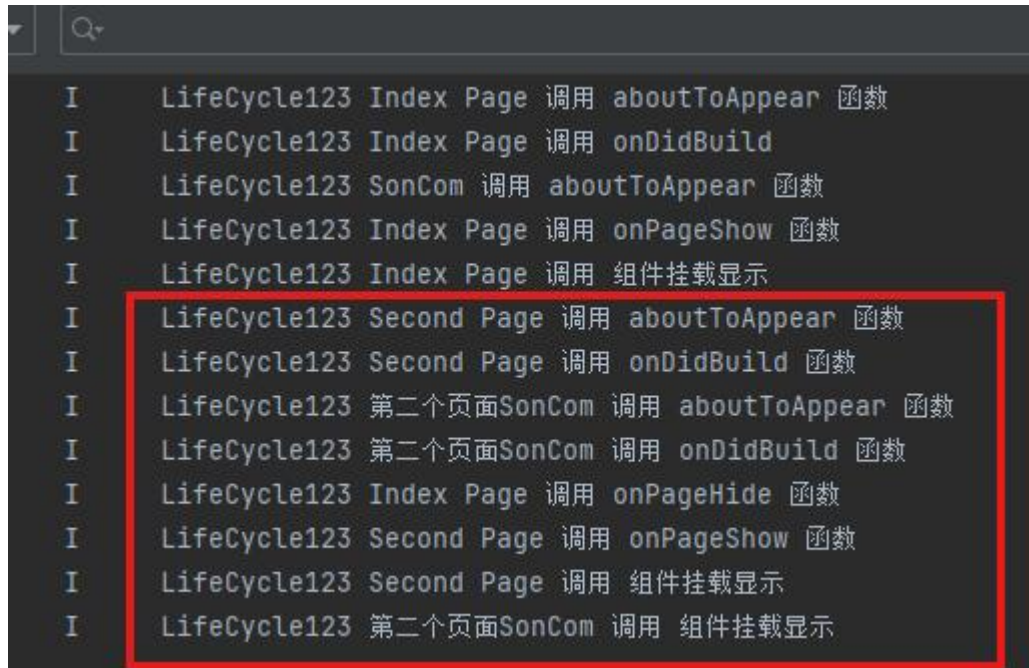 I LifeCycle123 Index Page 调用 aboutToAppear 函数
I LifeCycle123 Index Page 调用 onDidBuild
I LifeCycle123 SonCom 调用 aboutToAppear 函数
I LifeCycle123 Index Page 调用 onPageShow 函数
I LifeCycle123 Index Page 调用 组件挂载显示
I LifeCycle123 Second Page 调用 aboutToAppear 函数
I LifeCycle123 Second Page 调用 onDidBuild 函数
I LifeCycle123 第二个页面SonCom 调用 aboutToAppear 函数
I LifeCycle123 第二个页面SonCom 调用 onDidBuild 函数
I LifeCycle123 Index Page 调用 onPageHide 函数
I LifeCycle123 Second Page 调用 onPageShow 函数
I LifeCycle123 Second Page 调用 组件挂载显示
I LifeCycle123 第二个页面SonCom 调用 组件挂载显示